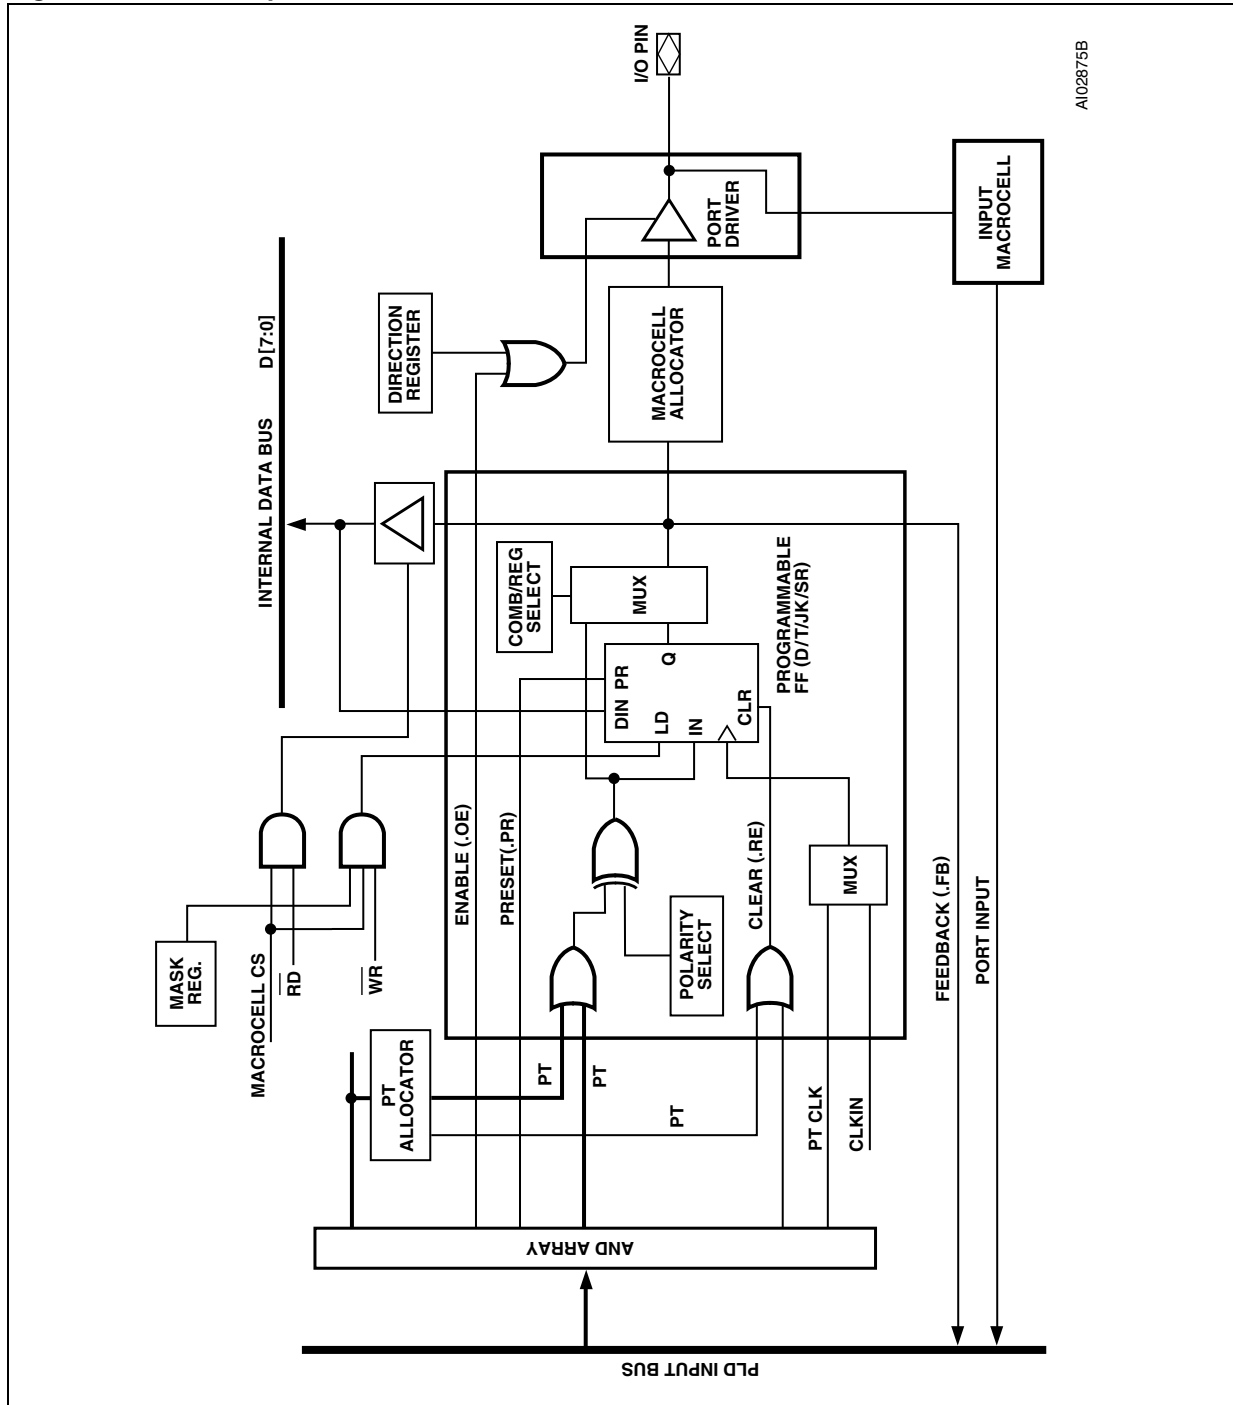 MASK
REG.
MACROCELL CS
RD
WR
INTERNAL DATA BUS
D[7:0]
DIRECTION
REGISTER
I/O PIN
AI02875B
PT
ALLOCATOR
ENABLE (.OE)
PRESET(.PR)
COMB/REG
SELECT
MUX
DIN
PR
LD
Q
IN
CLR
PROGRAMMABLE
FF (D/T/JK/SR)
MACROCELL
ALLOCATOR
PORT
DRIVER
INPUT
MACROCELL
PT
PT
PT
POLARITY
SELECT
CLEAR (.RE)
MUX
PT CLK
CLKIN
FEEDBACK (.FB)
PORT INPUT
AND ARRAY
PLD INPUT BUS